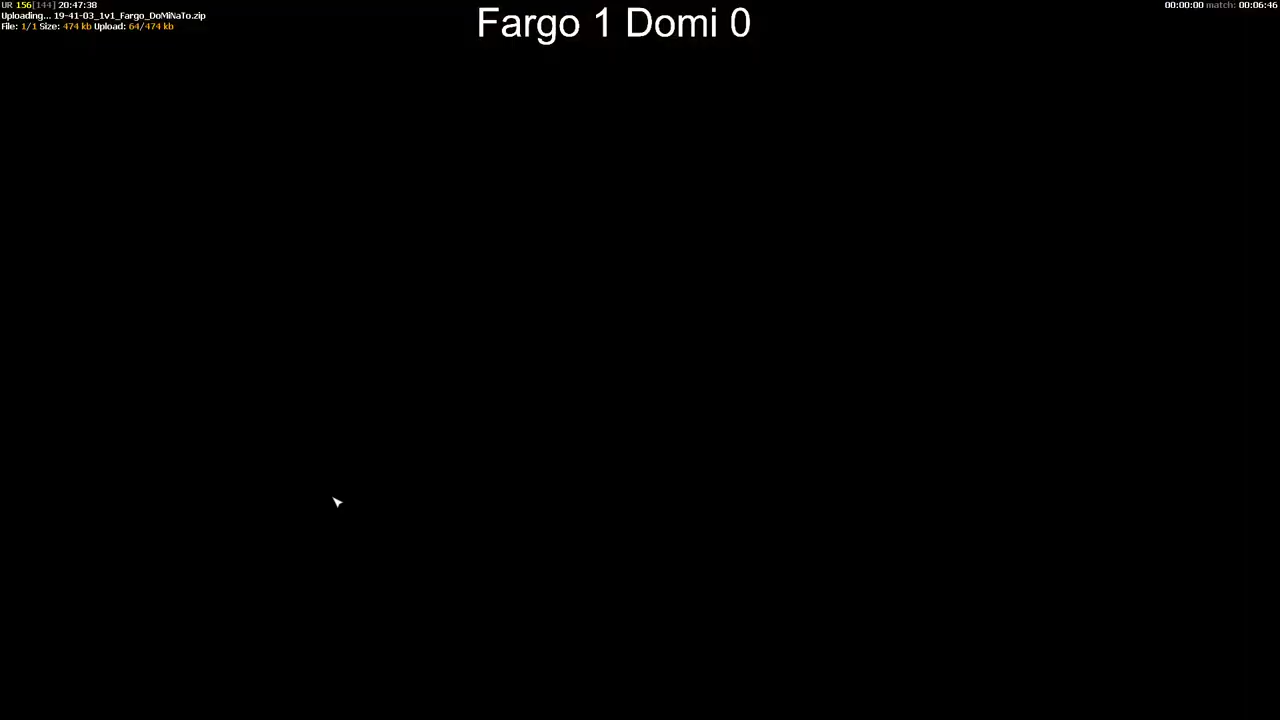 UR 156[144] 20:47:38
00:00:00 match: 00:06:46
Uploading... 19-41-03_1v1_Fargo_DoMiNaTo.zip
File: 1/1 Size: 474 kb Upload: 64/474 kb
Fargo 1 Domi 0